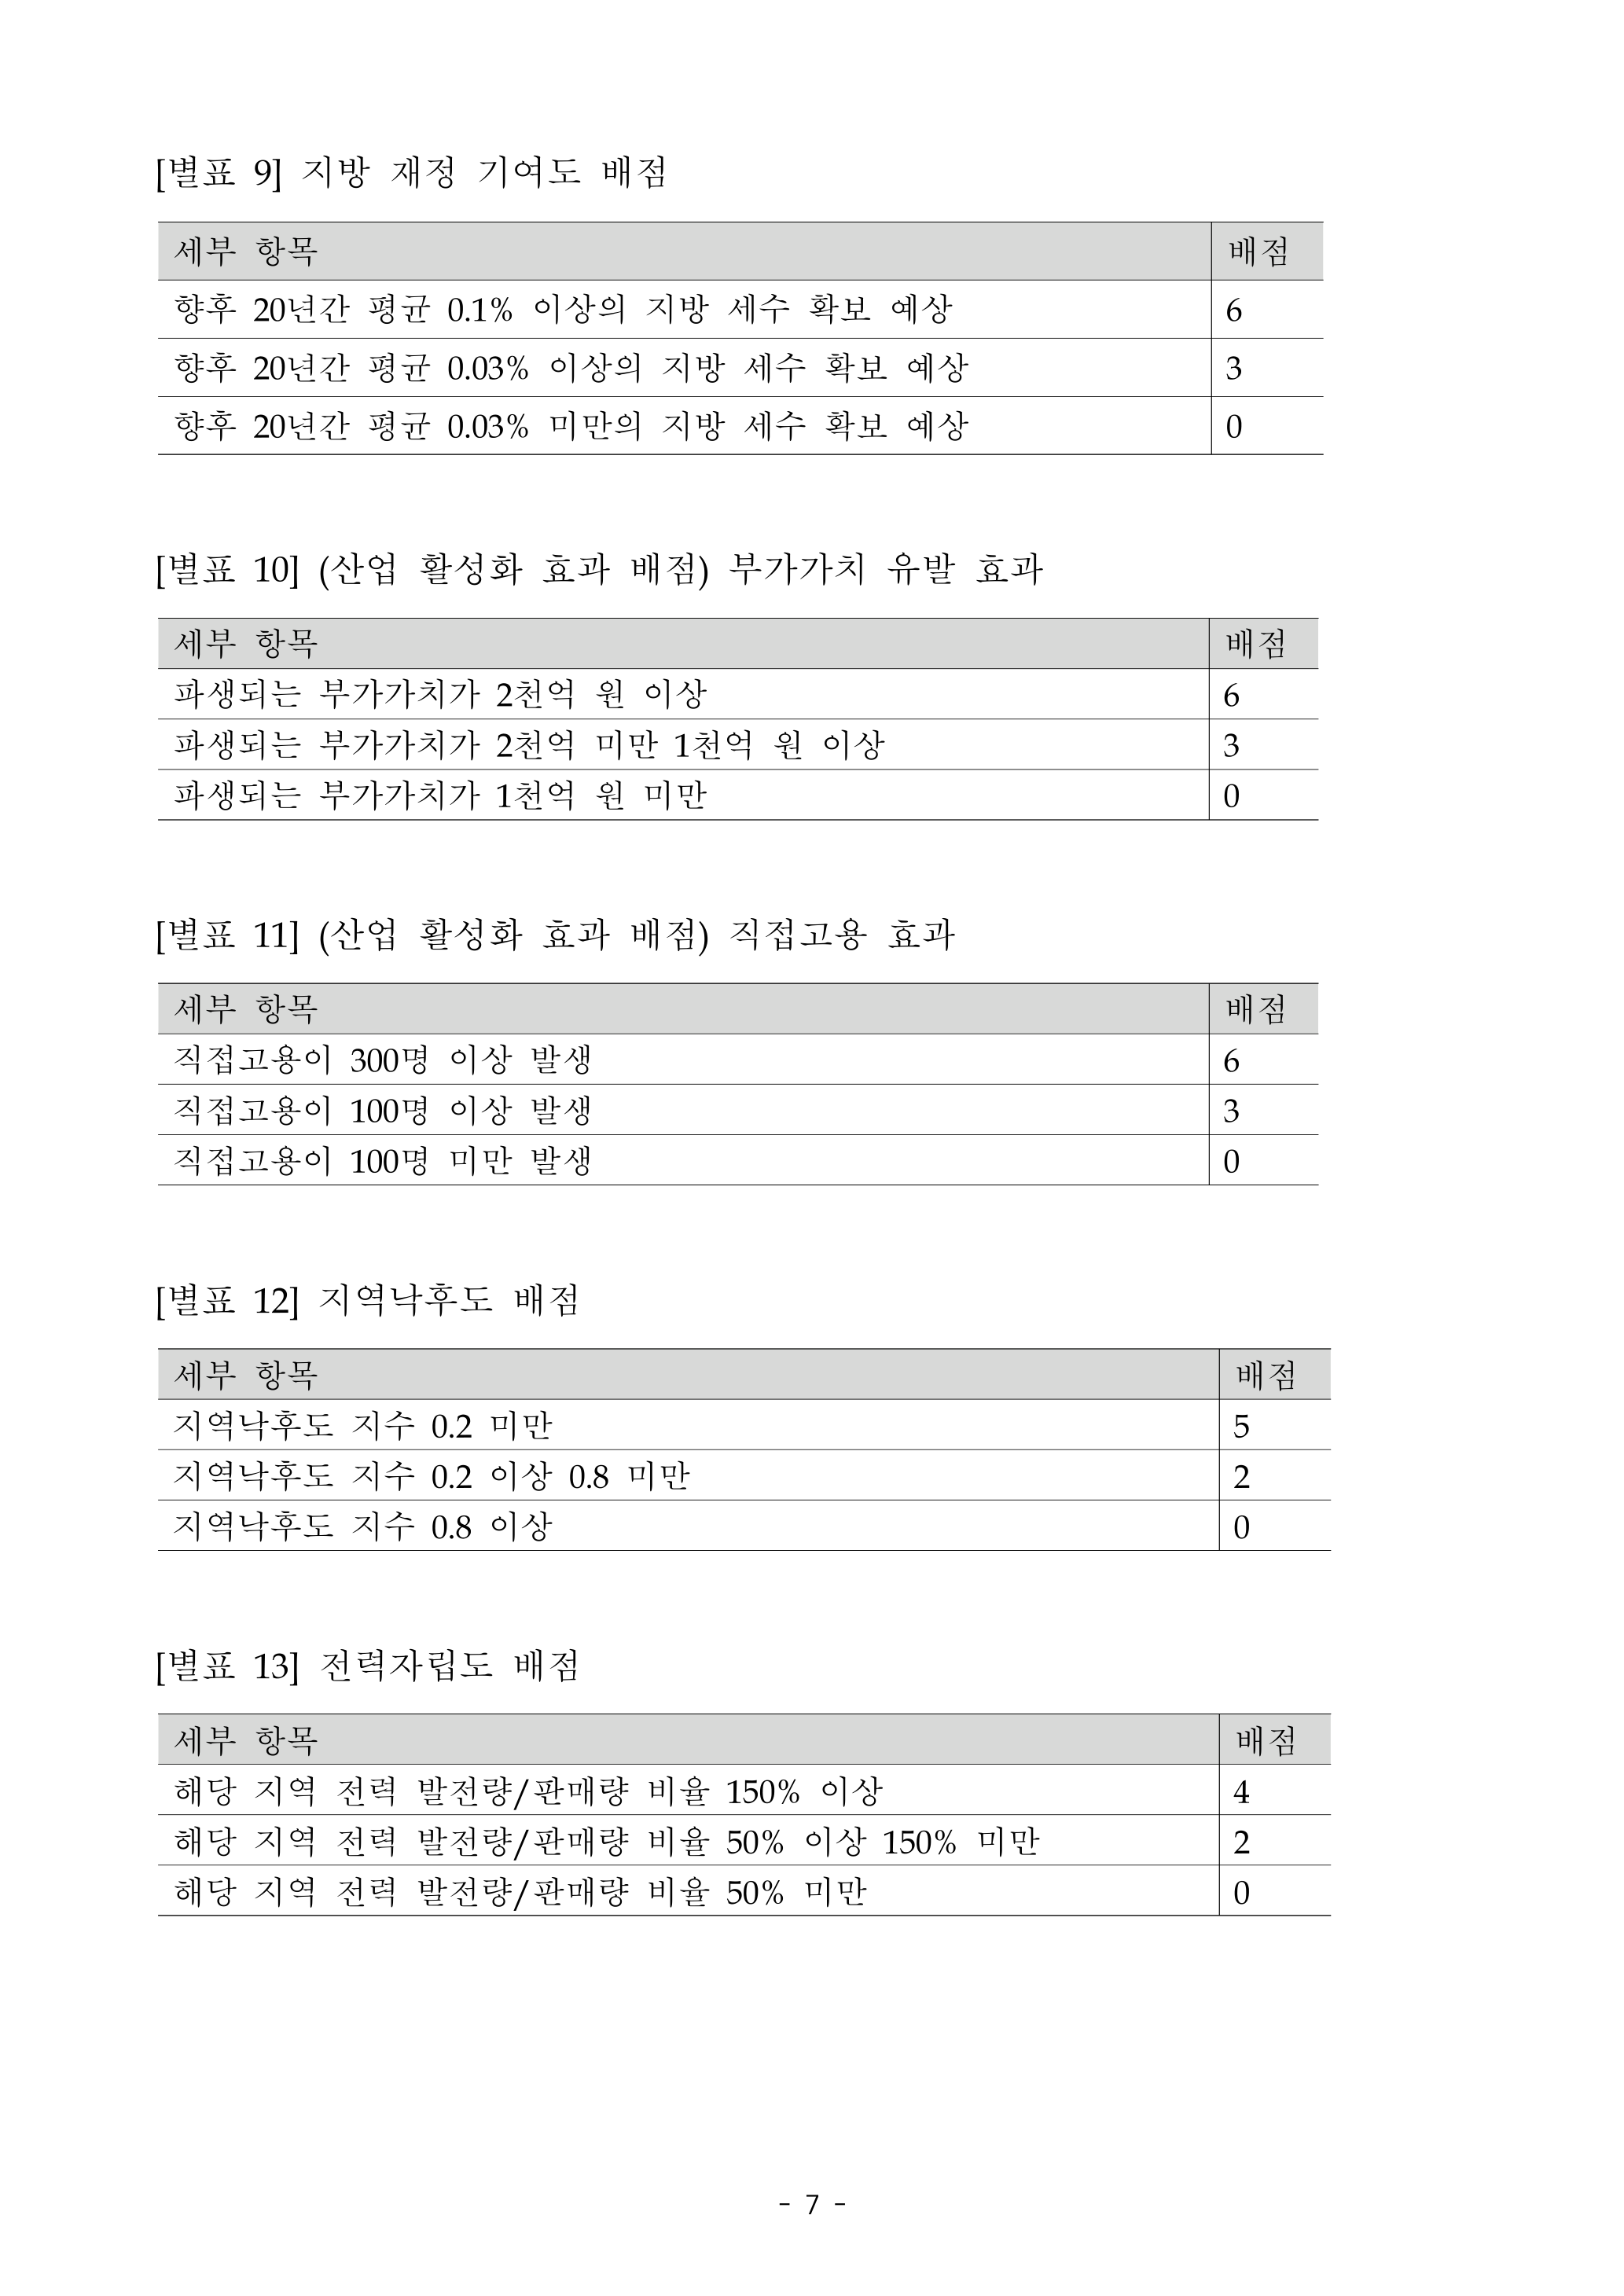 [별표 9] 지방 재정 기여도 배점
세부 항목 배점
향후 20년간 평균 0.1% 이상의 지방 세수 확보 예상 6
향후 20년간 평균 0.03% 이상의 지방 세수 확보 예상 3
향후 20년간 평균 0.03% 미만의 지방 세수 확보 예상 0
[별표 10] (산업 활성화 효과 배점) 부가가치 유발 효과
세부 항목 배점
파생되는 부가가치가 2천억 원 이상 6
파생되는 부가가치가 2천억 미만 1천억 원 이상 3
파생되는 부가가치가 1천억 원 미만 0
[별표 11] (산업 활성화 효과 배점) 직접고용 효과
세부 항목 배점
직접고용이 300명 이상 발생 6
직접고용이 100명 이상 발생 3
직접고용이 100명 미만 발생 0
[별표 12] 지역낙후도 배점
세부 항목 배점
지역낙후도 지수 0.2 미만 5
지역낙후도 지수 0.2 이상 0.8 미만 2
지역낙후도 지수 0.8 이상 0
[별표 13] 전력자립도 배점
세부 항목 배점
해당 지역 전력 발전량/판매량 비율 150% 이상 4
해당 지역 전력 발전량/판매량 비율 50% 이상 150% 미만 2
해당 지역 전력 발전량/판매량 비율 50% 미만 0
- 7 -